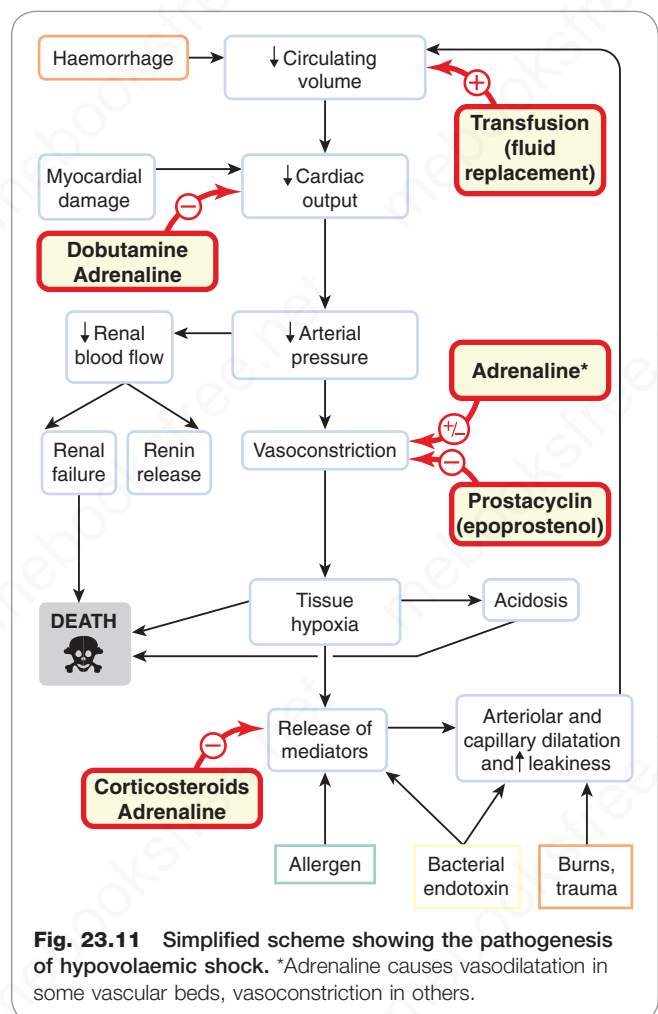 Haemorrhage
↓ Circulating
volume
+
Transfusion
(fluid
replacement)
Myocardial
damage
↓ Cardiac
output
−
Dobutamine
Adrenaline
↓ Renal
blood flow
↓ Arterial
pressure
Adrenaline*
+/−
Renal
failure
Renin
release
Vasoconstriction
−
Prostacyclin
(epoprostenol)
DEATH
Tissue
hypoxia
Acidosis
Release of
mediators
Arteriolar and
capillary dilatation
and ↑ leakiness
−
Corticosteroids
Adrenaline
Allergen
Bacterial
endotoxin
Burns,
trauma
Fig. 23.11 Simplified scheme showing the pathogenesis
of hypovolaemic shock. *Adrenaline causes vasodilatation in
some vascular beds, vasoconstriction in others.
mebooksfree.net